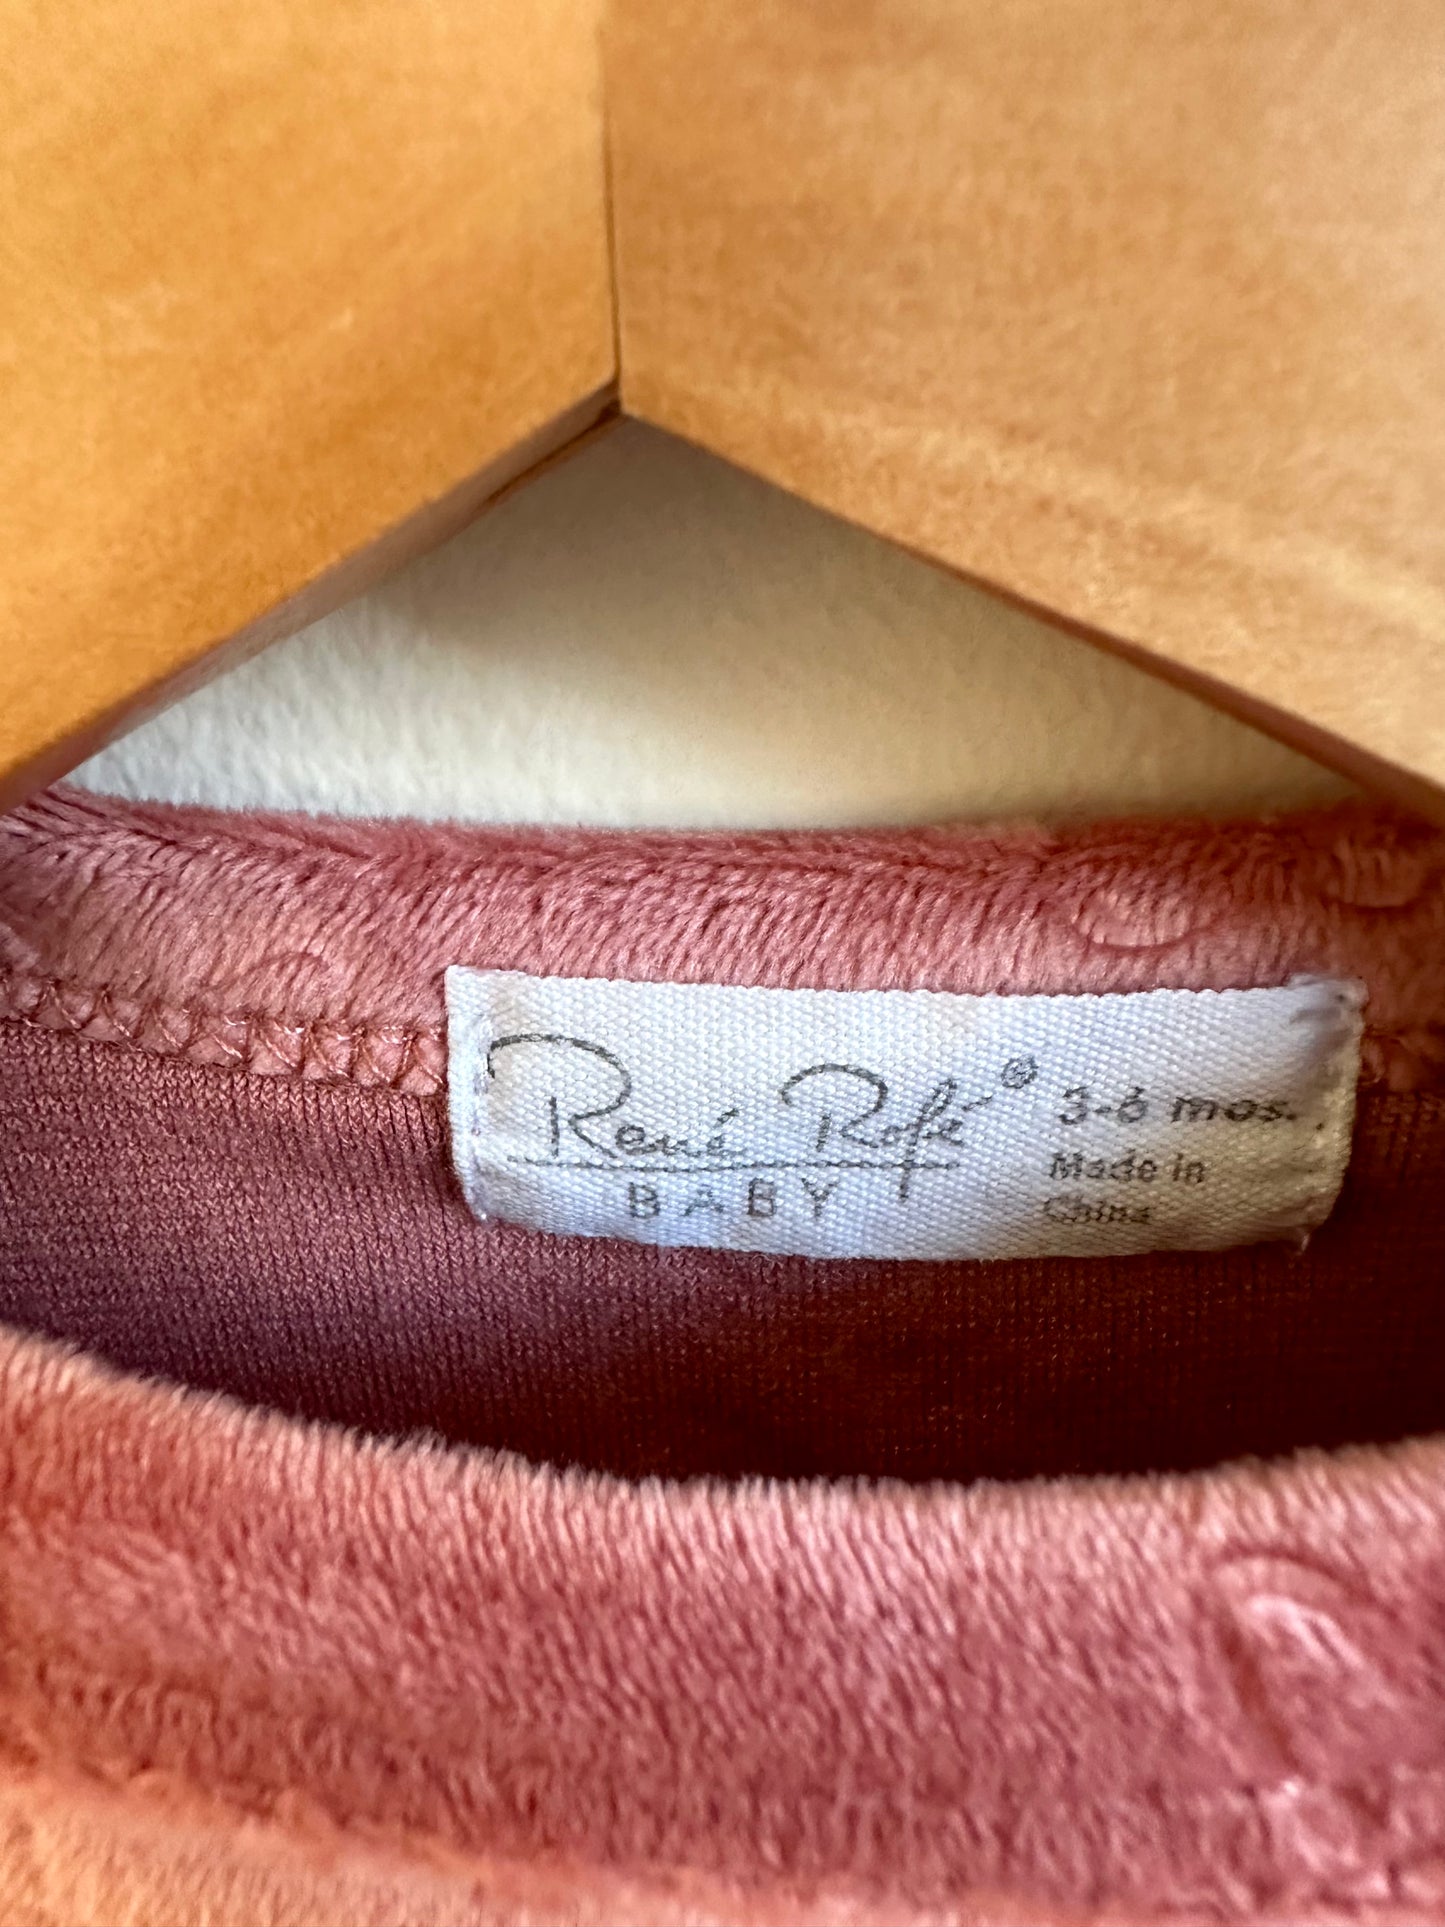 René Rofé ®
BABY
3-6 mos.
Made in
China